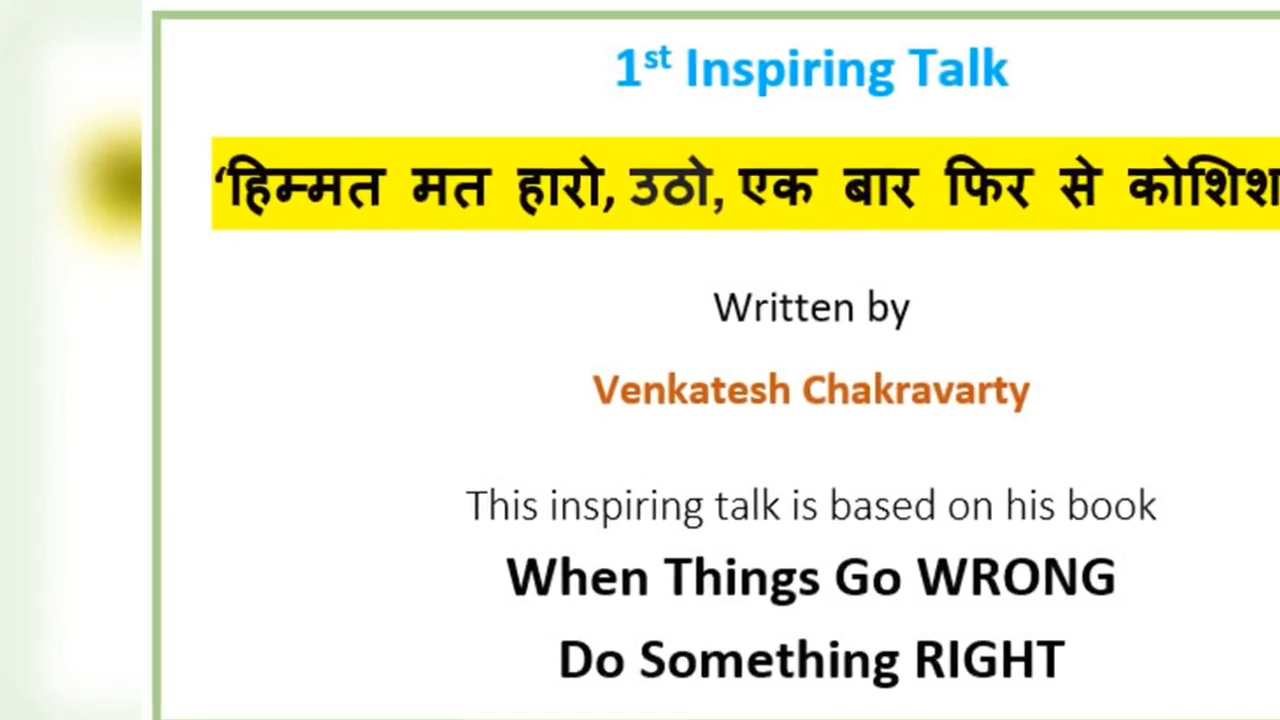 1st Inspiring Talk
‘हिम्मत मत हारो, उठो, एक बार फिर से कोशिश
Written by
Venkatesh Chakravarty
This inspiring talk is based on his book
When Things Go WRONG
Do Something RIGHT